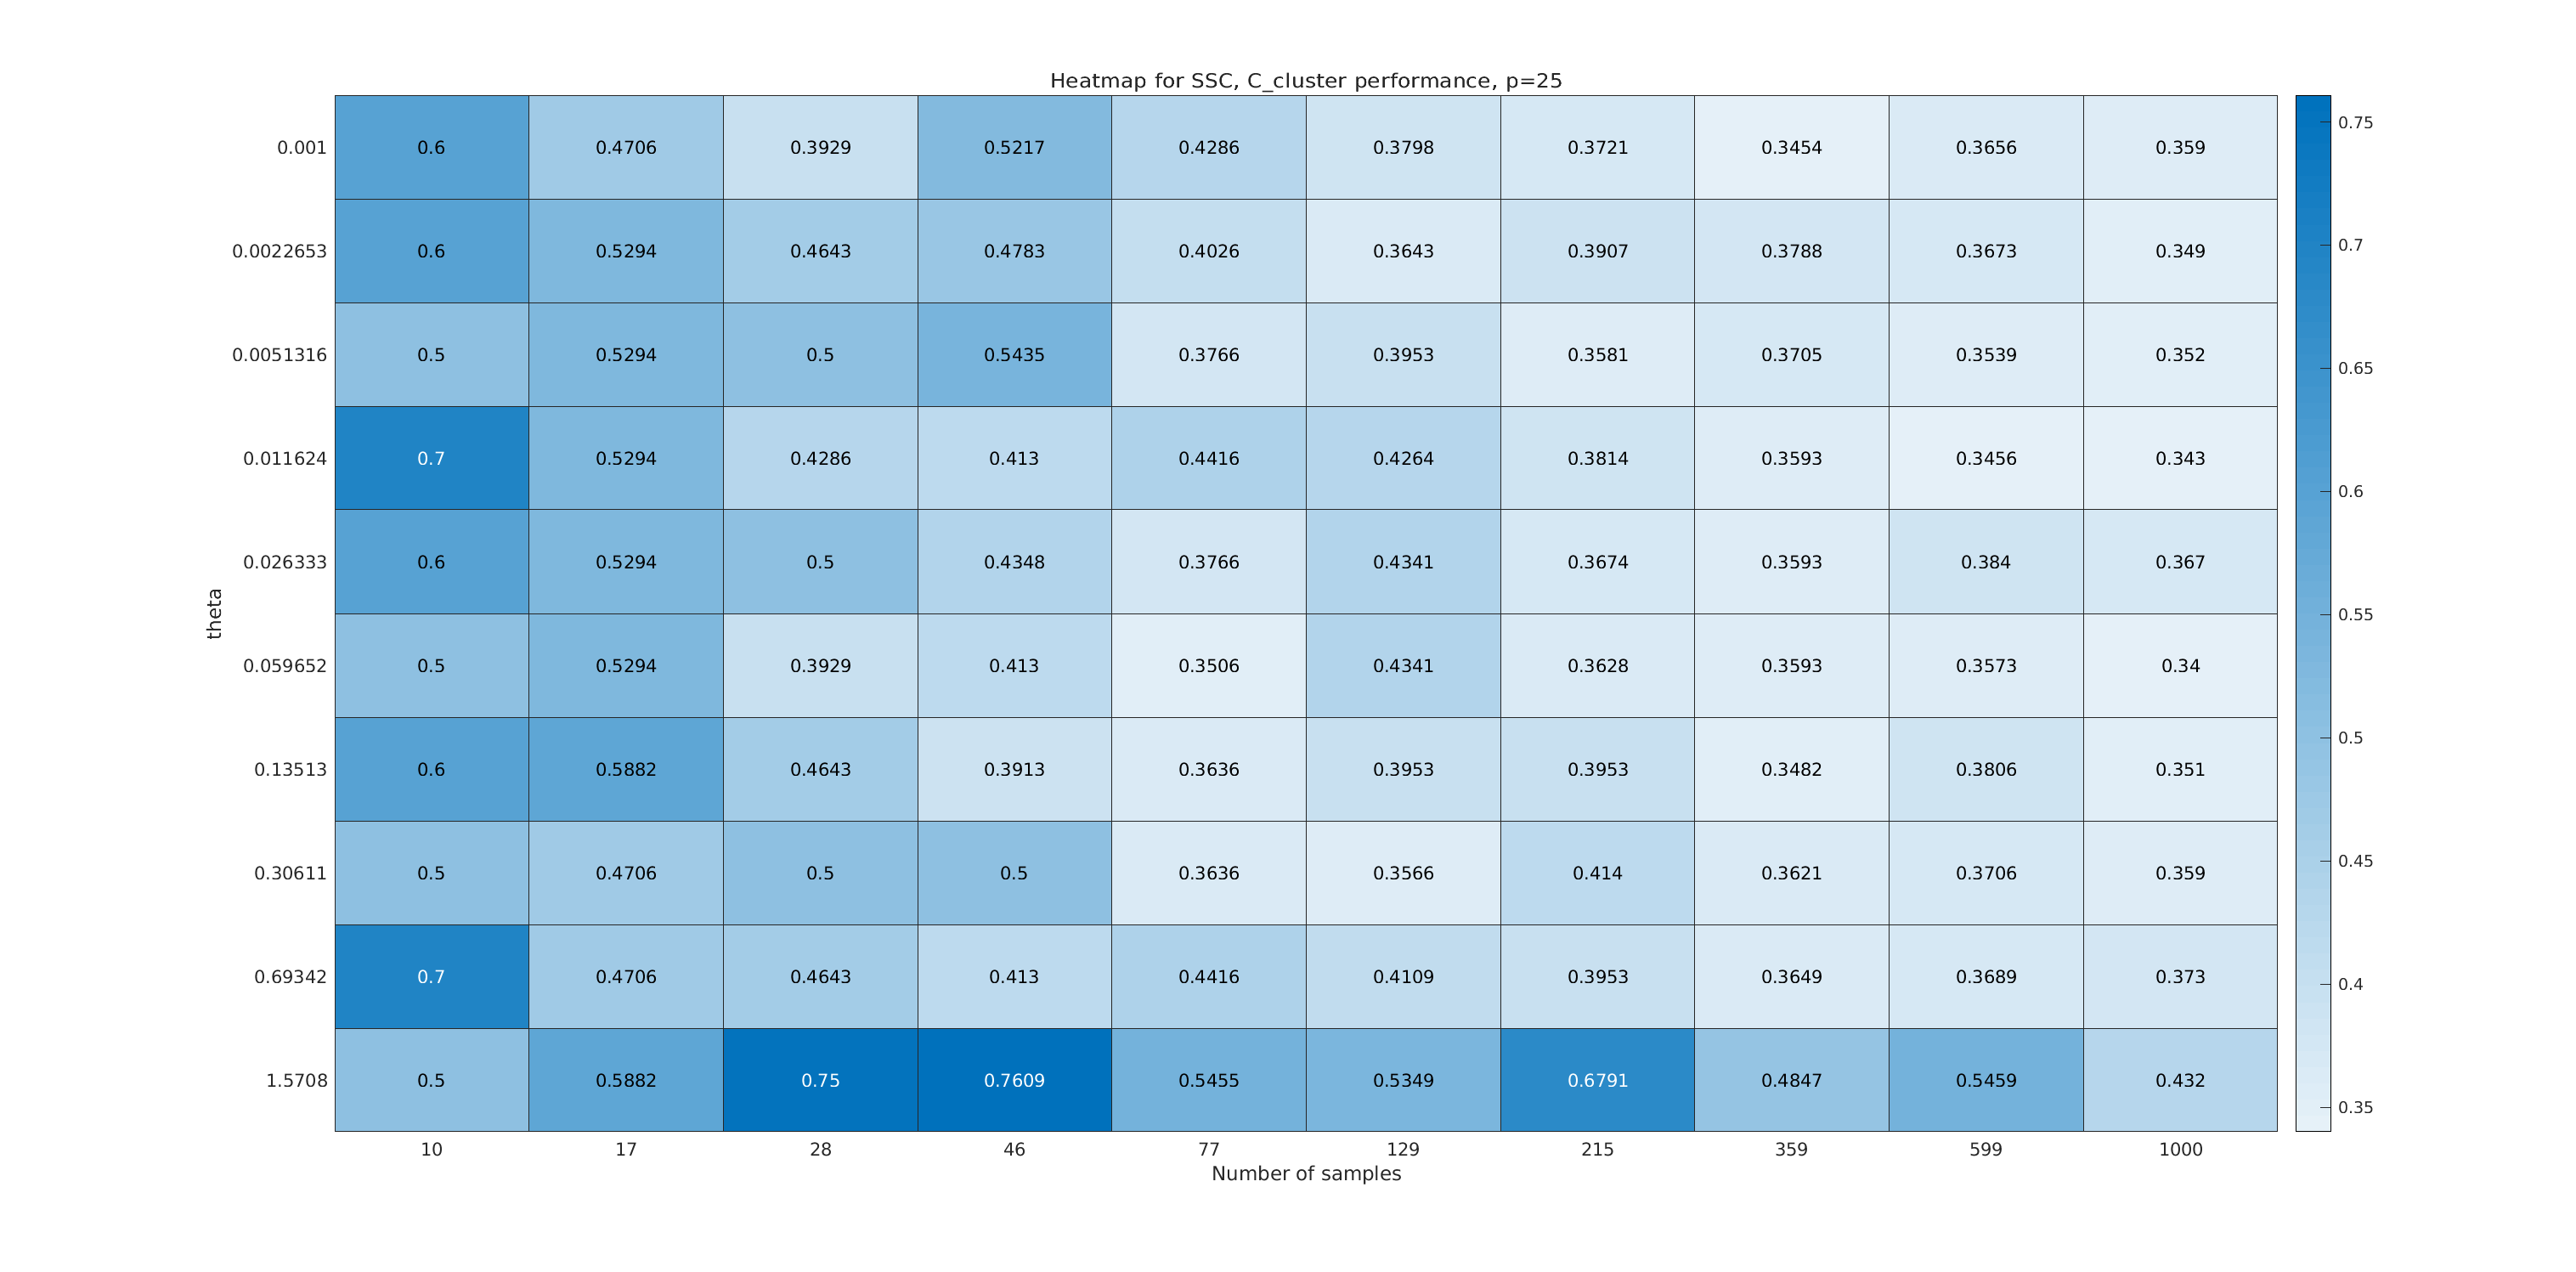 Heatmap for SSC, C_cluster performance, p=25
0.001 0.6 0.4706 0.3929 0.5217 0.4286 0.3798 0.3721 0.3454 0.3656 0.359
0.0022653 0.6 0.5294 0.4643 0.4783 0.4026 0.3643 0.3907 0.3788 0.3673 0.349
0.0051316 0.5 0.5294 0.5 0.5435 0.3766 0.3953 0.3581 0.3705 0.3539 0.352
0.011624 0.7 0.5294 0.4286 0.413 0.4416 0.4264 0.3814 0.3593 0.3456 0.343
0.026333 0.6 0.5294 0.5 0.4348 0.3766 0.4341 0.3674 0.3593 0.384 0.367
0.059652 0.5 0.5294 0.3929 0.413 0.3506 0.4341 0.3628 0.3593 0.3573 0.34
0.13513 0.6 0.5882 0.4643 0.3913 0.3636 0.3953 0.3953 0.3482 0.3806 0.351
0.30611 0.5 0.4706 0.5 0.5 0.3636 0.3566 0.414 0.3621 0.3706 0.359
0.69342 0.7 0.4706 0.4643 0.413 0.4416 0.4109 0.3953 0.3649 0.3689 0.373
1.5708 0.5 0.5882 0.75 0.7609 0.5455 0.5349 0.6791 0.4847 0.5459 0.432
10 17 28 46 77 129 215 359 599 1000
Number of samples
theta
0.75
0.7
0.65
0.6
0.55
0.5
0.45
0.4
0.35